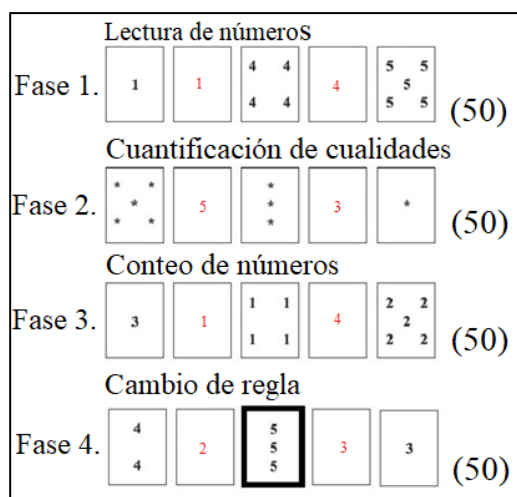 Lectura de números
4 4 5 5
Fase 1. 1 1 4 5
4 4 5 5 (50)
Cuantificación de cualidades
* * *
Fase 2. * 5 * 3 *
* * * (50)
Conteo de números
1 1 2 2
Fase 3. 3 1 4 2
1 1 2 2 (50)
Cambio de regla
4 5
Fase 4. 2 5 3 3
4 5 (50)